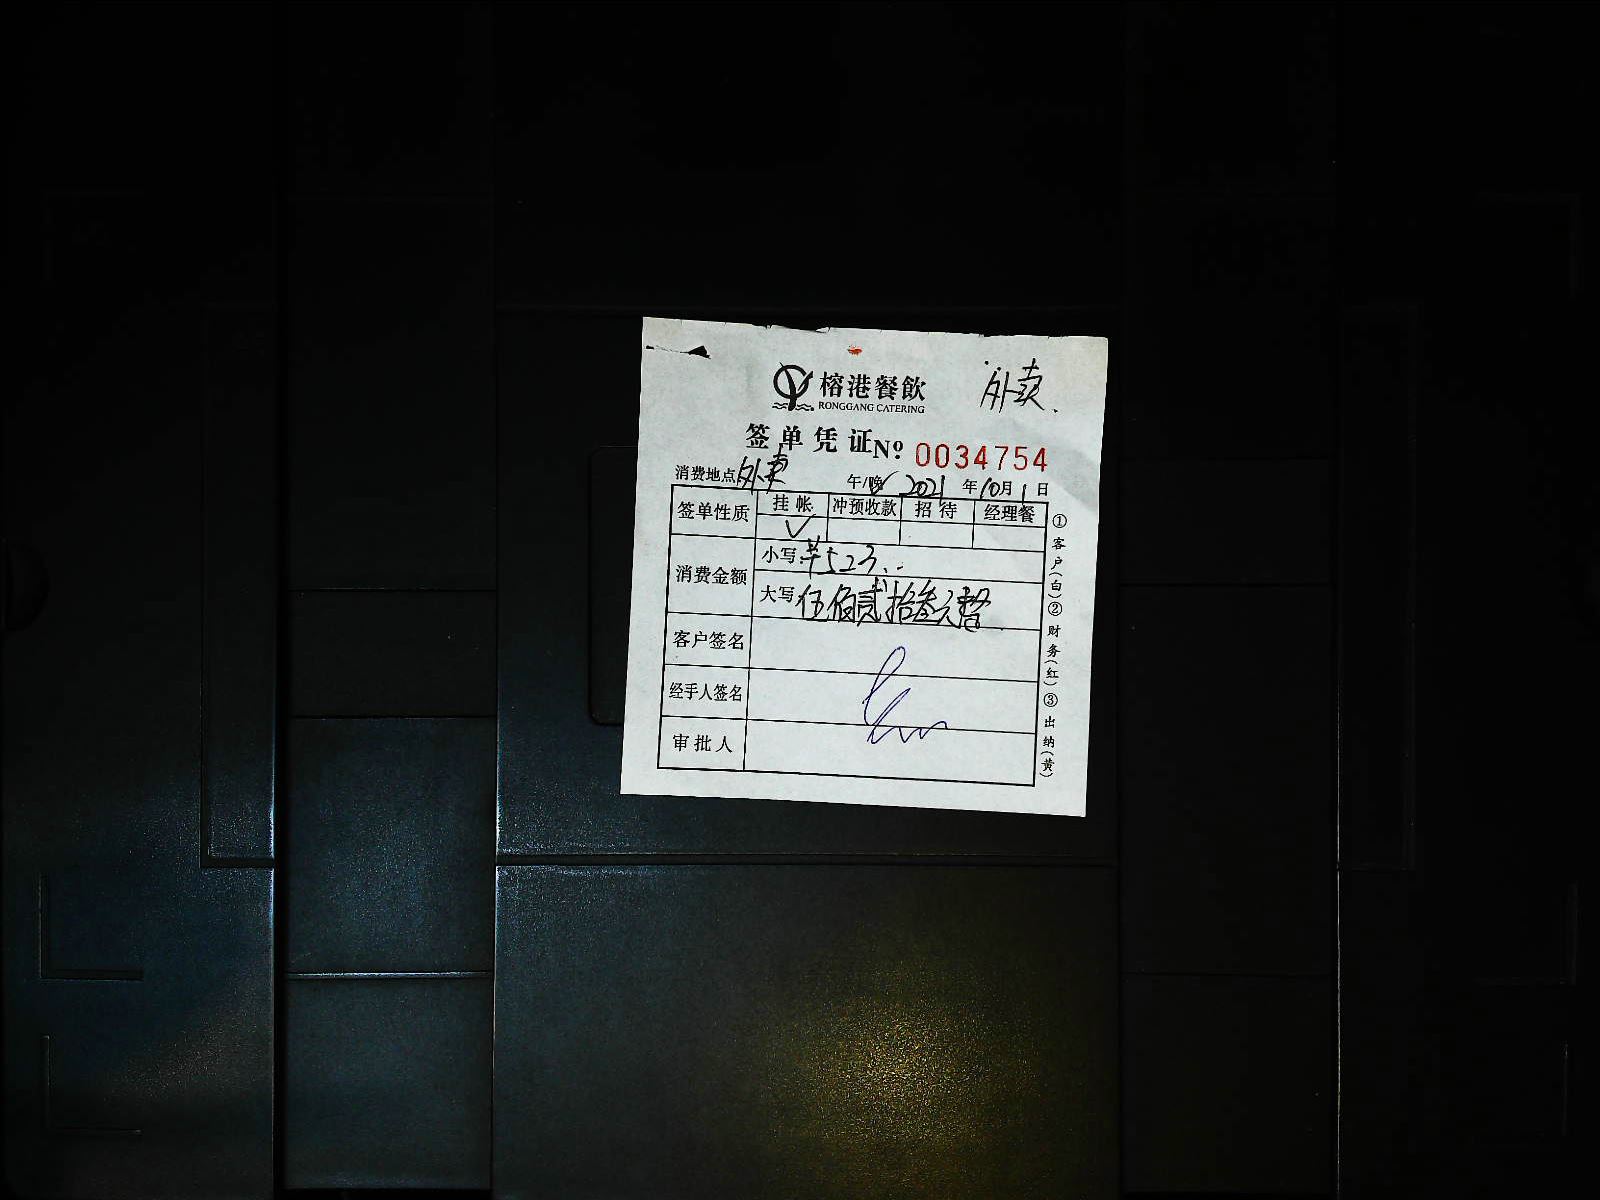 榕港餐飲
RONGGANG CATERING
外卖.
签单凭证 Nº 0034754
消费地点 外卖 午/晚 2021 年 10 月 1 日
签单性质 挂帐 冲预收款 招待 经理餐
✓
消费金额 小写: ¥523..
大写 伍佰贰拾叁元整
客户签名
经手人签名
审批人
①客户(白)②财务(红)③出纳(黄)